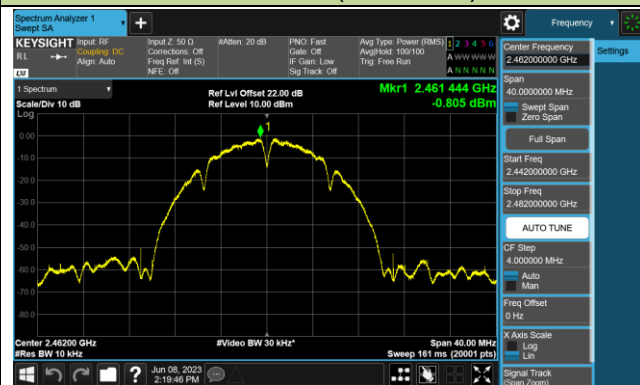 Spectrum Analyzer 1
Swept SA
Frequency
KEYSIGHT
Input: RF
Input Z: 50 Ω
#Atten: 20 dB
PNO: Fast
Avg Type: Power (RMS)
1 2 3 4 5 6
RL
Coupling: DC
Corrections: Off
Gate: Off
Avg|Hold: 100/100
A W W W W W
Align: Auto
Freq Ref: Int (S)
IF Gain: Low
Trig: Free Run
NFE: Off
Sig Track: Off
A N N N N N
LXI
Center Frequency
Settings
2.462000000 GHz
1 Spectrum
Ref Lvl Offset 22.00 dB
Mkr1 2.461 444 GHz
Scale/Div 10 dB
Ref Level 10.00 dBm
-0.805 dBm
Log
Span
40.0000000 MHz
Swept Span
Zero Span
Full Span
Start Freq
2.442000000 GHz
Stop Freq
2.482000000 GHz
AUTO TUNE
CF Step
4.000000 MHz
Auto
Man
Freq Offset
0 Hz
X Axis Scale
Log
Lin
Signal Track
(Span Zoom)
1
0.00
-10.0
-20.0
-30.0
-40.0
-50.0
-60.0
-70.0
-80.0
Center 2.46200 GHz
#Video BW 30 kHz*
Span 40.00 MHz
#Res BW 10 kHz
Sweep 161 ms (20001 pts)
?
Jun 08, 2023
2:19:46 PM